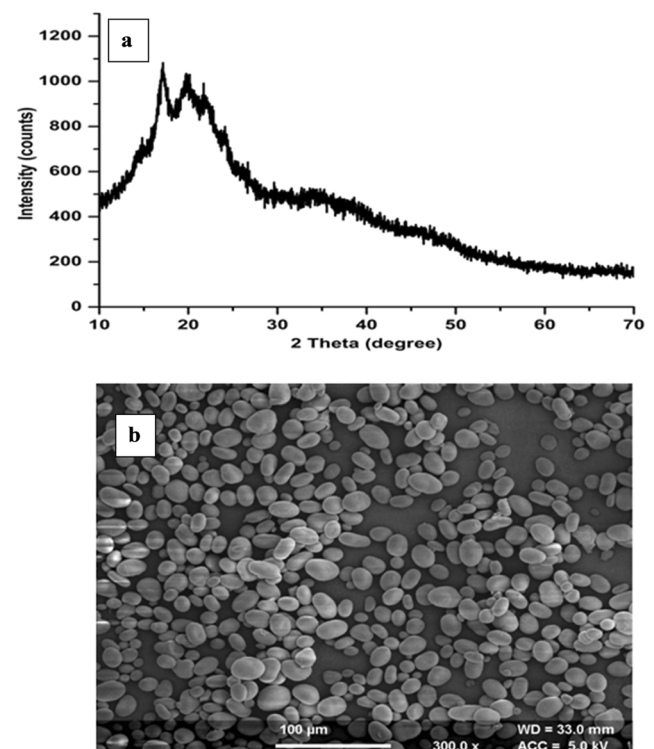 a
1200
1000
800
600
400
200
0
Intensity (counts)
10 20 30 40 50 60 70
2 Theta (degree)
b
100 µm WD = 33.0 mm
300.0 x ACC = 5.0 kV